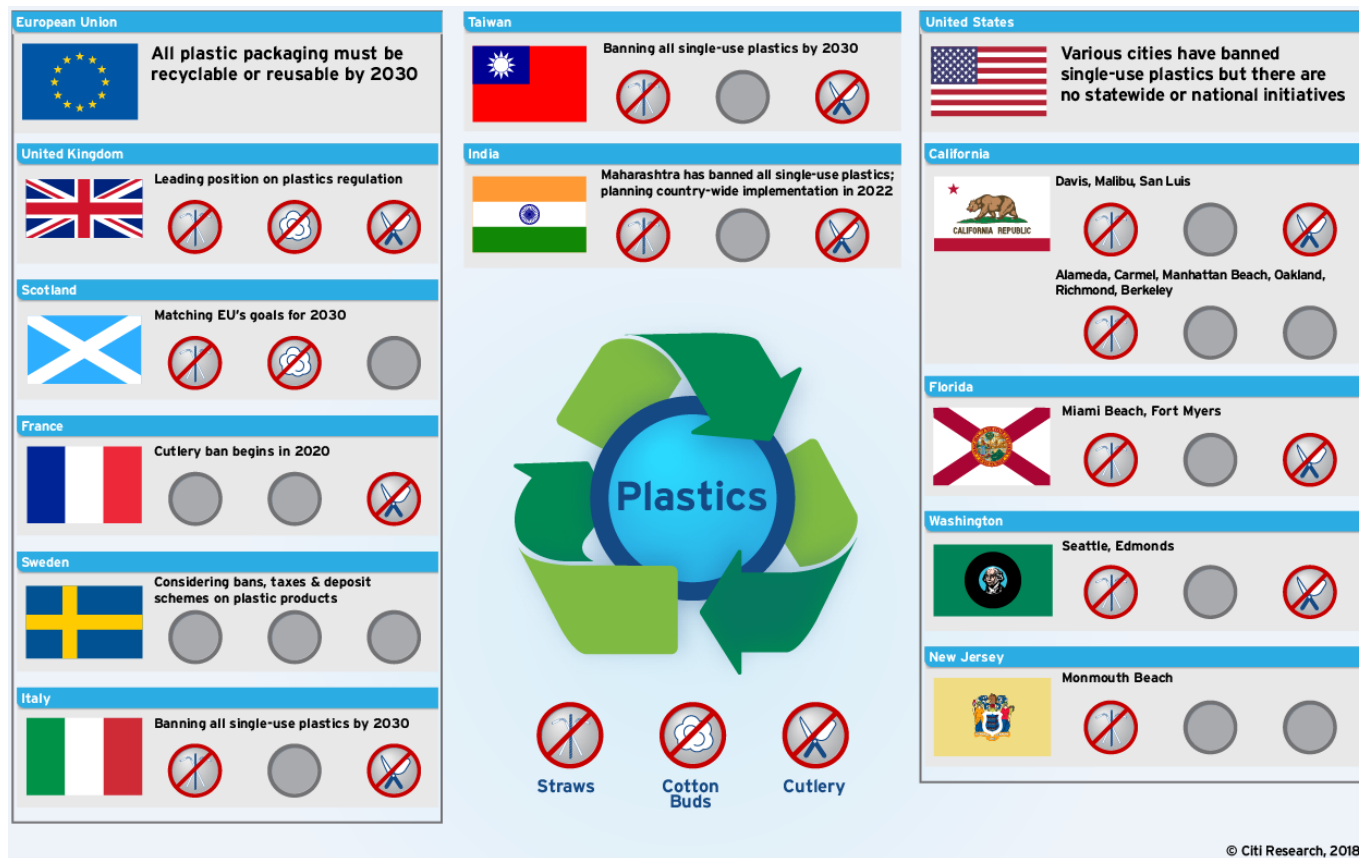 European Union
All plastic packaging must be
recyclable or reusable by 2030
United Kingdom
Leading position on plastics regulation
Scotland
Matching EU's goals for 2030
France
Cutlery ban begins in 2020
Sweden
Considering bans, taxes & deposit
schemes on plastic products
Italy
Banning all single-use plastics by 2030
Taiwan
Banning all single-use plastics by 2030
India
Maharashtra has banned all single-use plastics;
planning country-wide implementation in 2022
Plastics
Straws
Cotton
Buds
Cutlery
United States
Various cities have banned
single-use plastics but there are
no statewide or national initiatives
California
CALIFORNIA REPUBLIC
Davis, Malibu, San Luis
Alameda, Carmel, Manhattan Beach, Oakland,
Richmond, Berkeley
Florida
Miami Beach, Fort Myers
Washington
Seattle, Edmonds
New Jersey
Monmouth Beach
© Citi Research, 2018